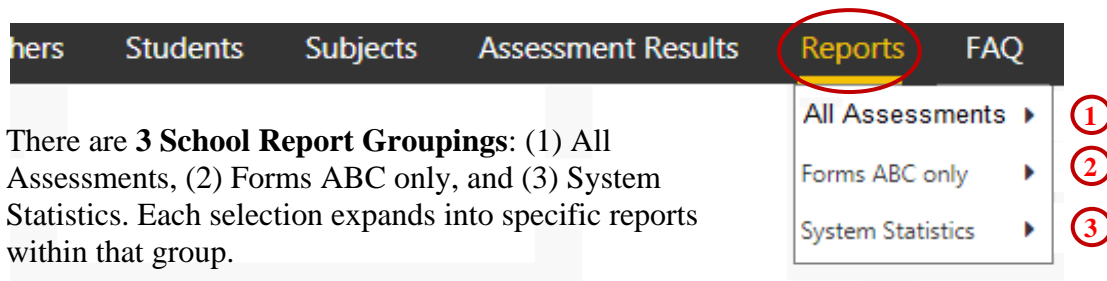 hers Students Subjects Assessment Results Reports FAQ
All Assessments 1
There are 3 School Report Groupings: (1) All
Forms ABC only 2
Assessments, (2) Forms ABC only, and (3) System
System Statistics 3
Statistics. Each selection expands into specific reports
within that group.